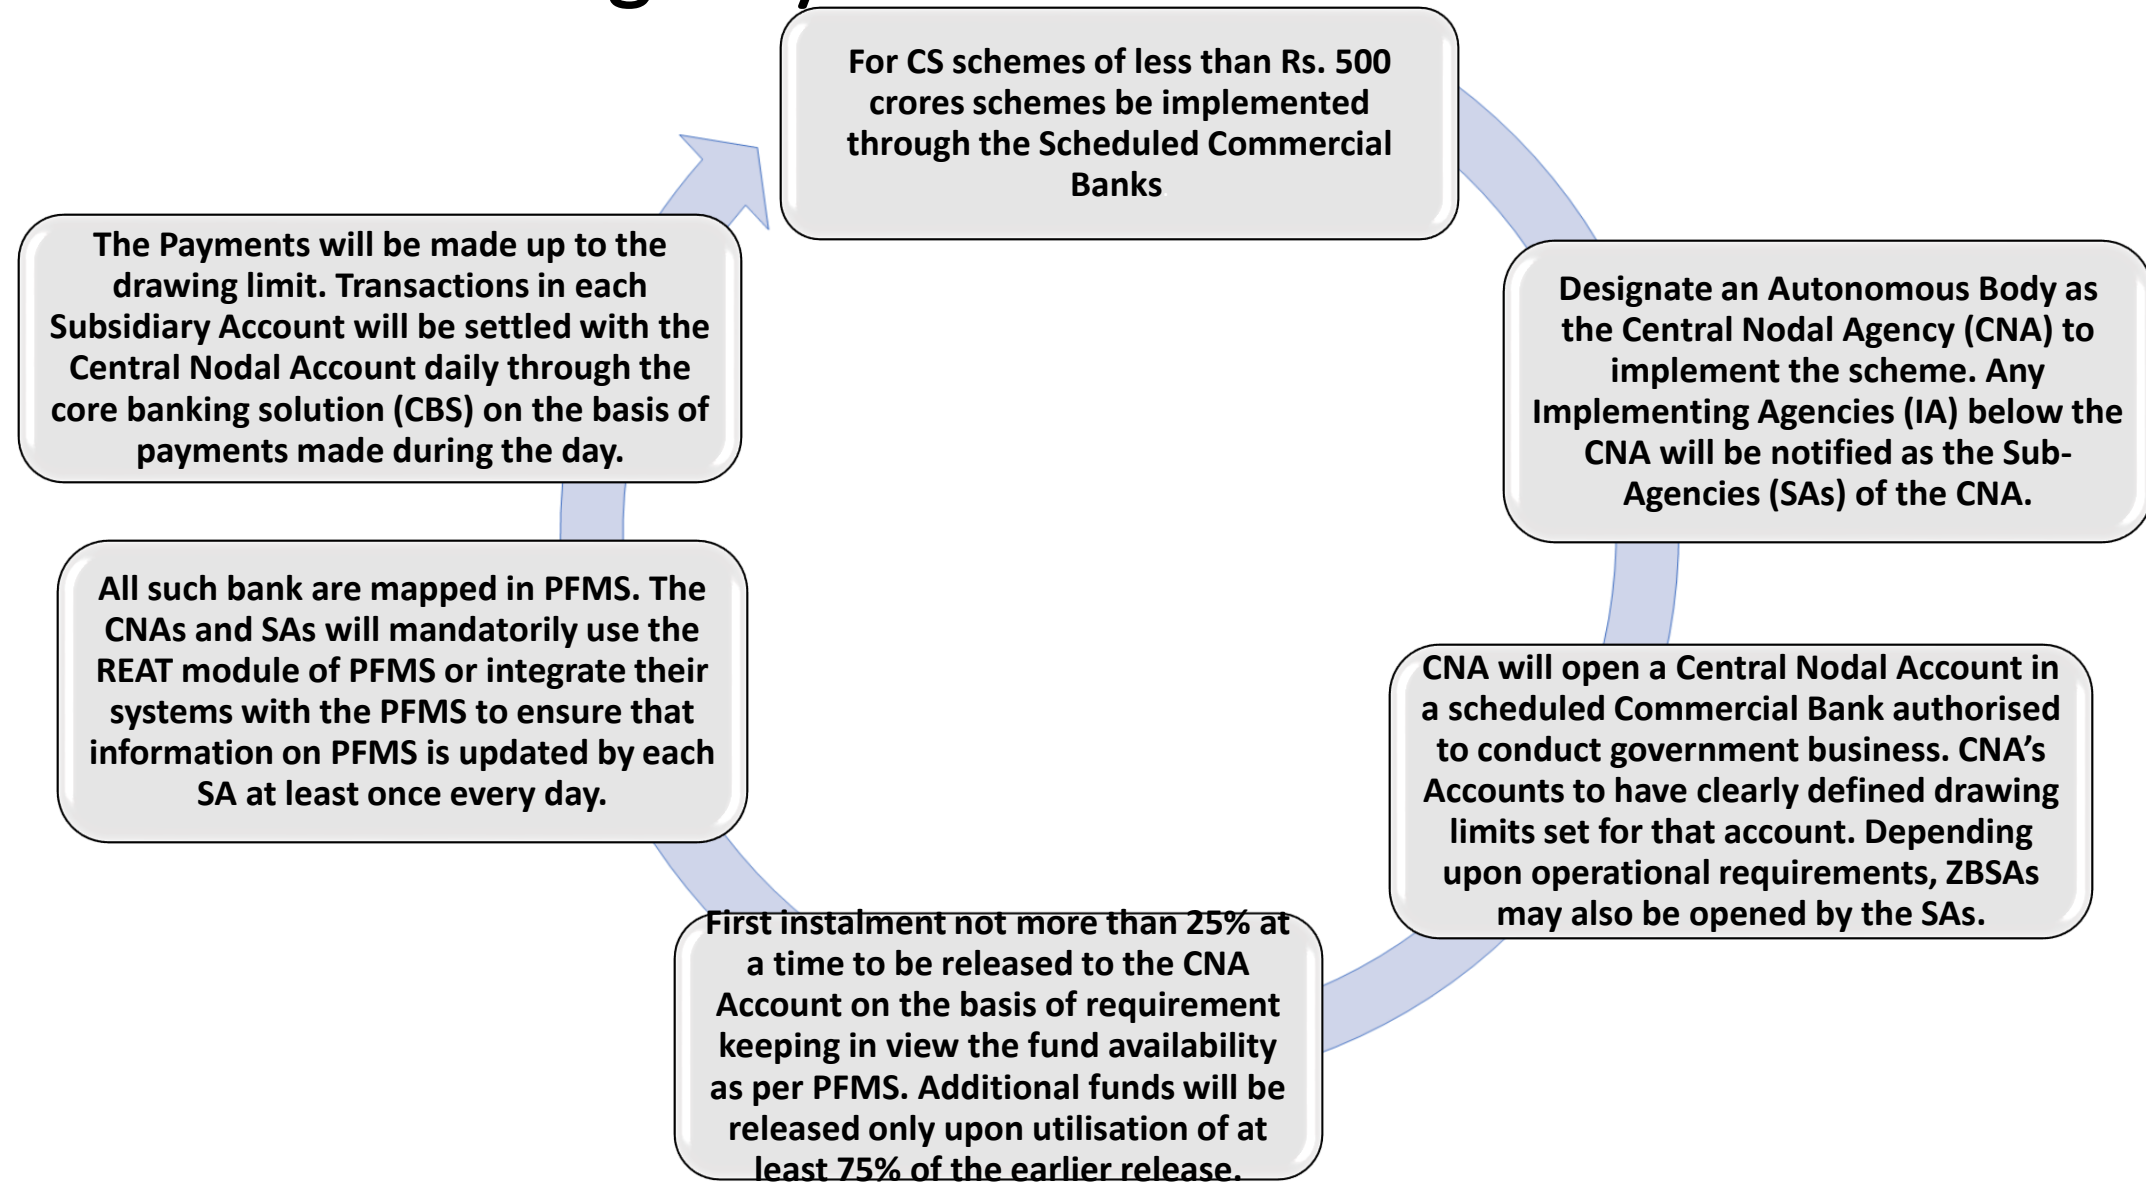 For CS schemes of less than Rs. 500
crores schemes be implemented
through the Scheduled Commercial
Banks
Designate an Autonomous Body as
the Central Nodal Agency (CNA) to
implement the scheme. Any
Implementing Agencies (IA) below the
CNA will be notified as the Sub-
Agencies (SAs) of the CNA.
CNA will open a Central Nodal Account in
a scheduled Commercial Bank authorised
to conduct government business. CNA’s
Accounts to have clearly defined drawing
limits set for that account. Depending
upon operational requirements, ZBSAs
may also be opened by the SAs.
First instalment not more than 25% at
a time to be released to the CNA
Account on the basis of requirement
keeping in view the fund availability
as per PFMS. Additional funds will be
released only upon utilisation of at
least 75% of the earlier release.
All such bank are mapped in PFMS. The
CNAs and SAs will mandatorily use the
REAT module of PFMS or integrate their
systems with the PFMS to ensure that
information on PFMS is updated by each
SA at least once every day.
The Payments will be made up to the
drawing limit. Transactions in each
Subsidiary Account will be settled with the
Central Nodal Account daily through the
core banking solution (CBS) on the basis of
payments made during the day.